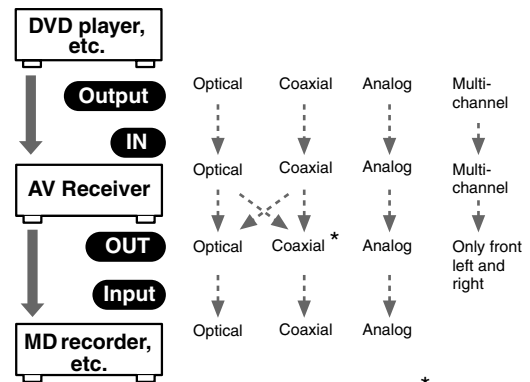 DVD player,
etc.
Output
Optical Coaxial Analog Multi-
channel
IN
AV Receiver
Optical Coaxial Analog Multi-
channel
OUT
Optical Coaxial * Analog Only front
left and
right
Input
MD recorder,
etc.
Optical Coaxial Analog
*